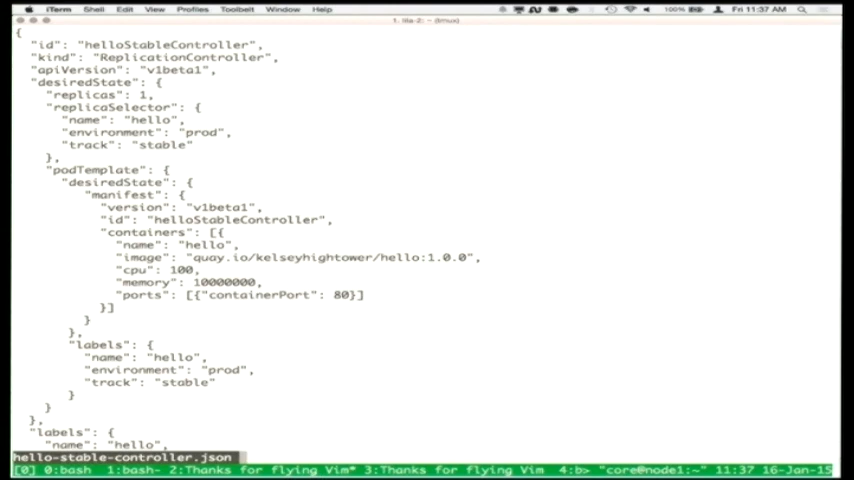 iTerm Shell Edit View Profiles Toolbelt Window Help 100% Fri 11:37 AM
(tmux)
{
"id": "helloStableController",
"kind": "ReplicationController",
"apiVersion": "v1beta1",
"desiredState": {
"replicas": 1,
"replicaSelector": {
"name": "hello",
"environment": "prod",
"track": "stable"
},
"podTemplate": {
"desiredState": {
"manifest": {
"version": "v1beta1",
"id": "helloStableController",
"containers": [{
"name": "hello",
"image": "quay.io/kelseyhightower/hello:1.0.0",
"cpu": 100,
"memory": 10000000,
"ports": [{"containerPort": 80}]
}]
}
},
"labels": {
"name": "hello",
"environment": "prod",
"track": "stable"
}
}
},
"labels": {
"name": "hello",
hello-stable-controller.json
[0] 0:bash 1:bash- 2:Thanks for flying Vim* 3:Thanks for flying Vim 4:b> "core@node1:~" 11:37 16-Jan-15